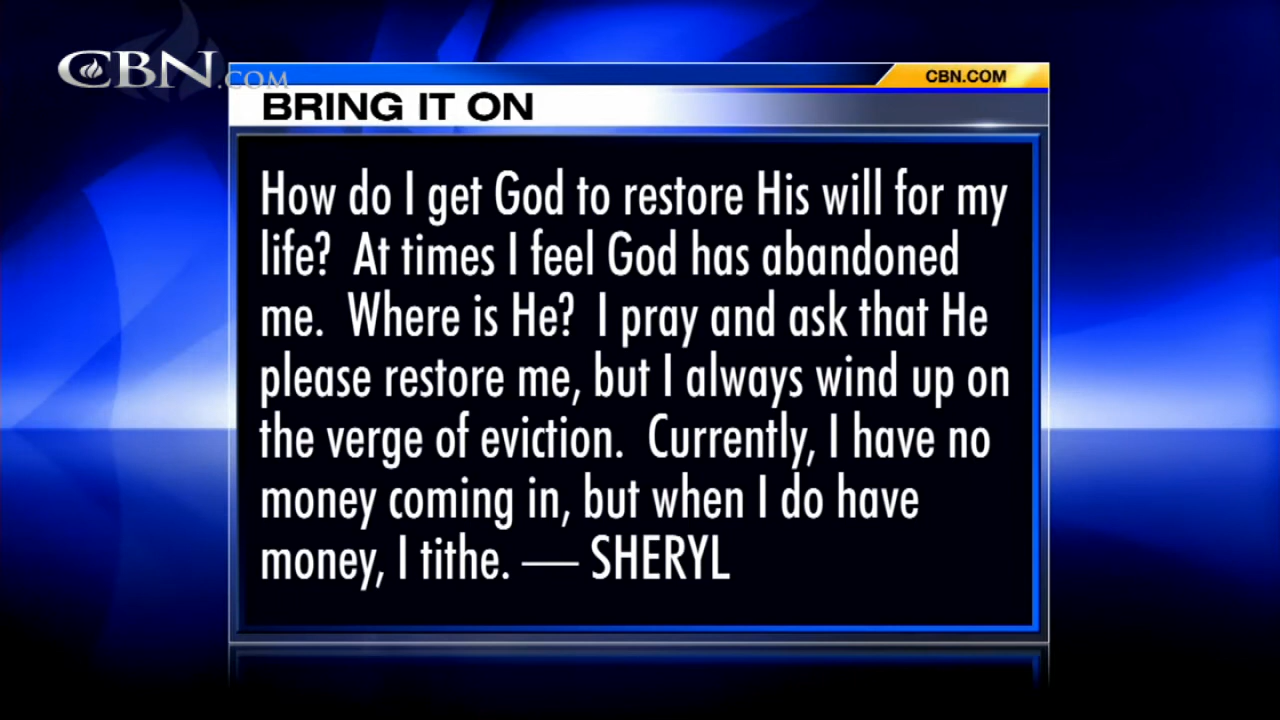 CBN.COM
CBN.COM
BRING IT ON
How do I get God to restore His will for my
life?  At times I feel God has abandoned
me.  Where is He?  I pray and ask that He
please restore me, but I always wind up on
the verge of eviction.  Currently, I have no
money coming in, but when I do have
money, I tithe. — SHERYL